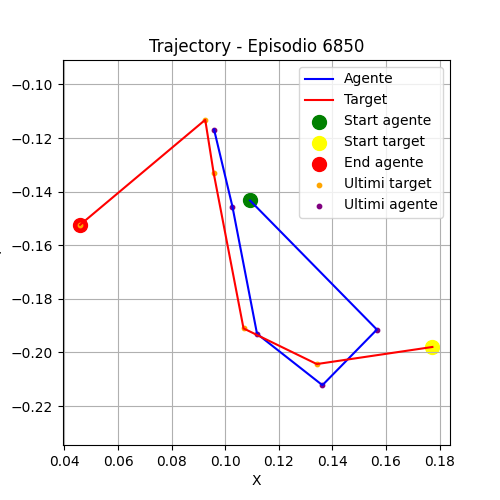 Trajectory - Episodio 6850
Agente
Target
Start agente
Start target
End agente
Ultimi target
Ultimi agente
−0.10
−0.12
−0.14
−0.16
−0.18
−0.20
−0.22
0.04 0.06 0.08 0.10 0.12 0.14 0.16 0.18
X